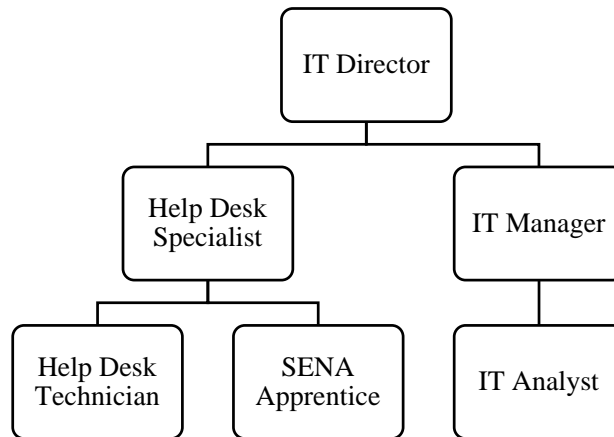 IT Director
Help Desk
Specialist
IT Manager
Help Desk
Technician
SENA
Apprentice
IT Analyst